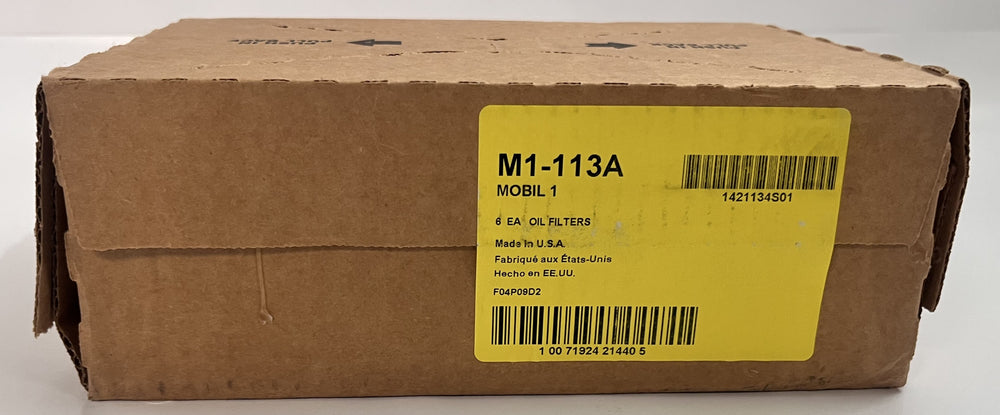 M1-113A
MOBIL 1
1421134S01
6 EA OIL FILTERS
Made In U.S.A.
Fabriqué aux États-Unis
Hecho en EE.UU.
F04P09D2
1 00 71924 21440 5